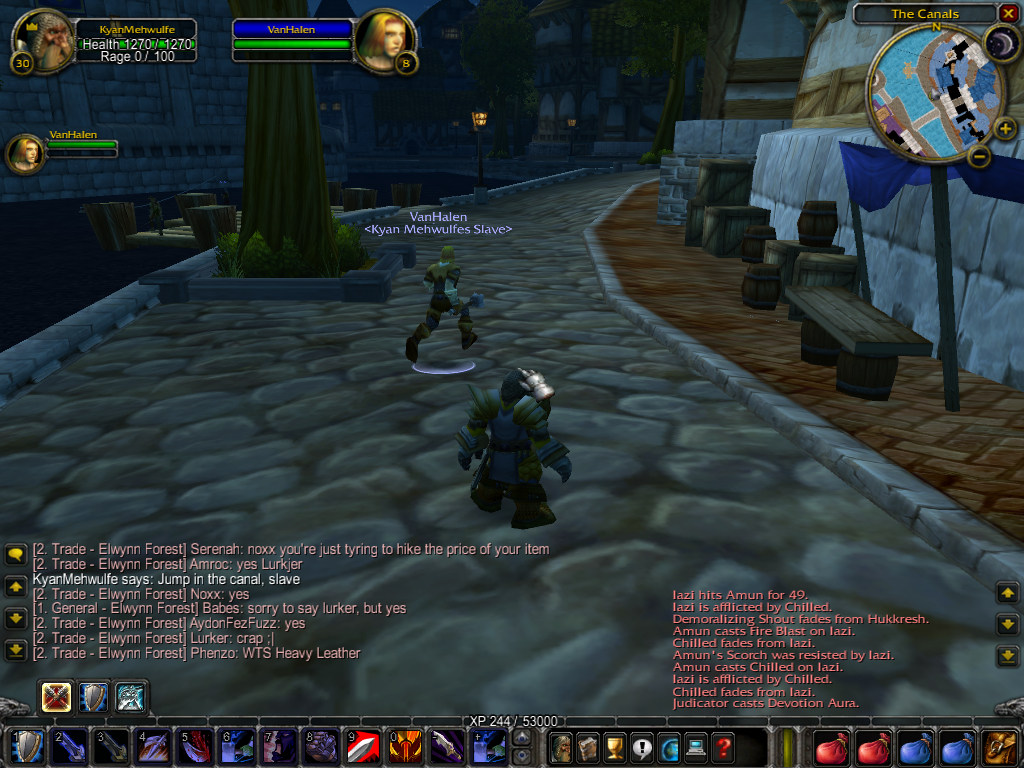 KyanMehwulfe
Health 1270 / 1270
Rage 0 / 100
30
VanHalen
8
The Canals
N
VanHalen
VanHalen
<Kyan Mehwulfes Slave>
[2. Trade - Elwynn Forest] Serenah: noxx you're just tyring to hike the price of your item
[2. Trade - Elwynn Forest] Amroc: yes Lurkjer
KyanMehwulfe says: Jump in the canal, slave
[2. Trade - Elwynn Forest] Noxx: yes
[1. General - Elwynn Forest] Babes: sorry to say lurker, but yes
[2. Trade - Elwynn Forest] AydonFezFuzz: yes
[2. Trade - Elwynn Forest] Lurker: crap ;|
[2. Trade - Elwynn Forest] Phenzo: WTS Heavy Leather
Iazi hits Amun for 49.
Iazi is afflicted by Chilled.
Demoralizing Shout fades from Hukkresh.
Amun casts Fire Blast on Iazi.
Chilled fades from Iazi.
Amun's Scorch was resisted by Iazi.
Amun casts Chilled on Iazi.
Iazi is afflicted by Chilled.
Chilled fades from Iazi.
Judicator casts Devotion Aura.
XP 244 / 53000
1 2 3 4 5 6 7 8 9 0 - +